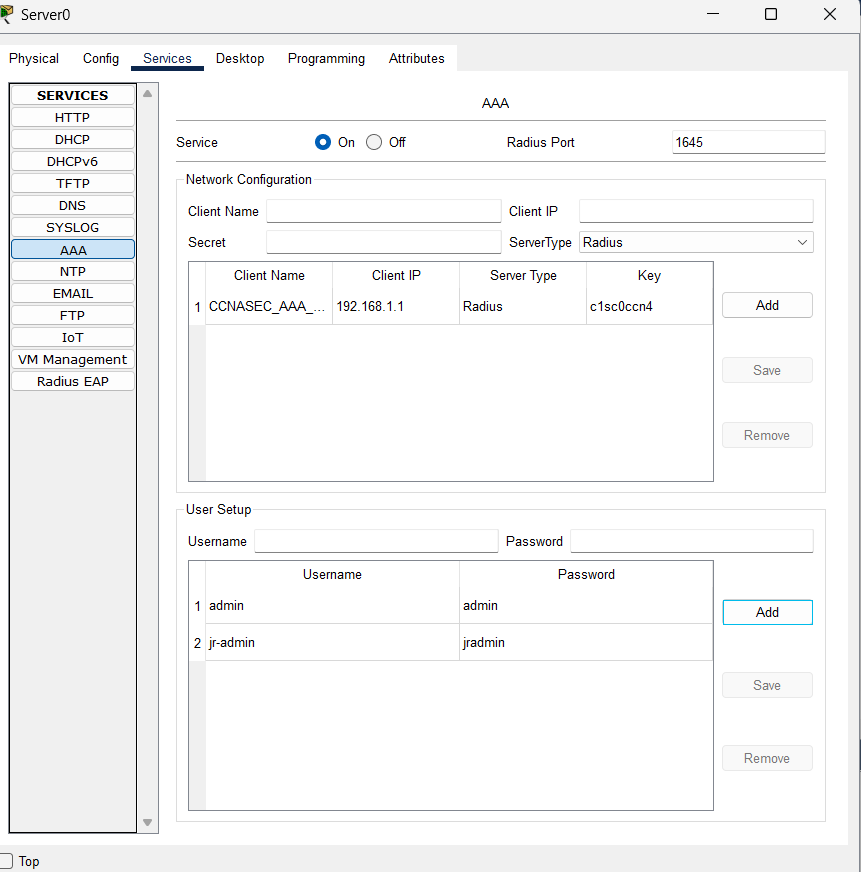 Server0
Physical Config Services Desktop Programming Attributes
SERVICES
HTTP
DHCP
DHCPv6
TFTP
DNS
SYSLOG
AAA
NTP
EMAIL
FTP
IoT
VM Management
Radius EAP
AAA
Service On Off Radius Port 1645
Network Configuration
Client Name Client IP
Secret ServerType Radius
Client Name Client IP Server Type Key
1 CCNASEC_AAA_... 192.168.1.1 Radius c1sc0ccn4
Add
Save
Remove
User Setup
Username Password
Username Password
1 admin admin
2 jr-admin jradmin
Add
Save
Remove
Top